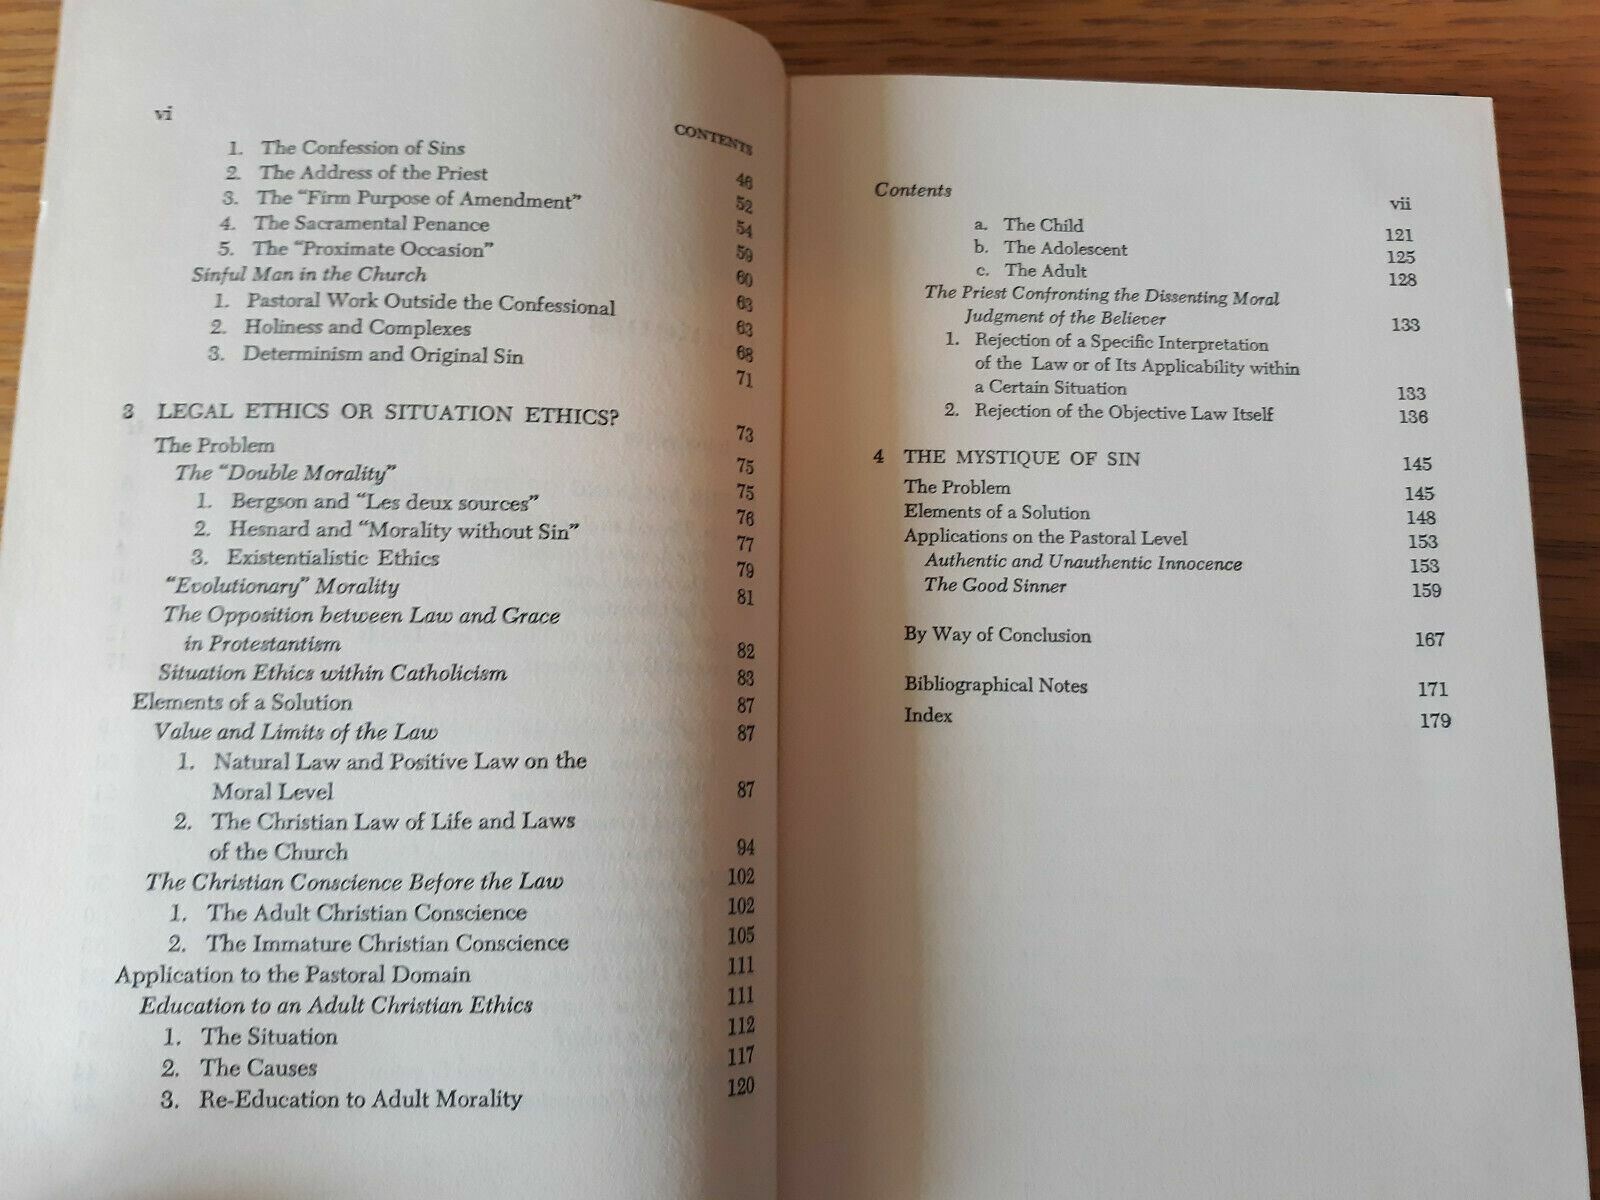 vi
CONTENTS
1. The Confession of Sins 46
2. The Address of the Priest 52
3. The "Firm Purpose of Amendment" 54
4. The Sacramental Penance 59
5. The "Proximate Occasion" 60
Sinful Man in the Church 63
1. Pastoral Work Outside the Confessional 63
2. Holiness and Complexes 68
3. Determinism and Original Sin 71
3 LEGAL ETHICS OR SITUATION ETHICS? 73
The Problem 75
The "Double Morality" 75
1. Bergson and "Les deux sources" 76
2. Hesnard and "Morality without Sin" 77
3. Existentialistic Ethics 79
"Evolutionary" Morality 81
The Opposition between Law and Grace
in Protestantism 82
Situation Ethics within Catholicism 83
Elements of a Solution 87
Value and Limits of the Law 87
1. Natural Law and Positive Law on the
Moral Level 87
2. The Christian Law of Life and Laws
of the Church 94
The Christian Conscience Before the Law 102
1. The Adult Christian Conscience 102
2. The Immature Christian Conscience 105
Application to the Pastoral Domain 111
Education to an Adult Christian Ethics 111
1. The Situation 112
2. The Causes 117
3. Re-Education to Adult Morality 120
Contents vii
a. The Child 121
b. The Adolescent 125
c. The Adult 128
The Priest Confronting the Dissenting Moral
Judgment of the Believer 133
1. Rejection of a Specific Interpretation
of the Law or of Its Applicability within
a Certain Situation 133
2. Rejection of the Objective Law Itself 136
4 THE MYSTIQUE OF SIN 145
The Problem 145
Elements of a Solution 148
Applications on the Pastoral Level 153
Authentic and Unauthentic Innocence 153
The Good Sinner 159
By Way of Conclusion 167
Bibliographical Notes 171
Index 179